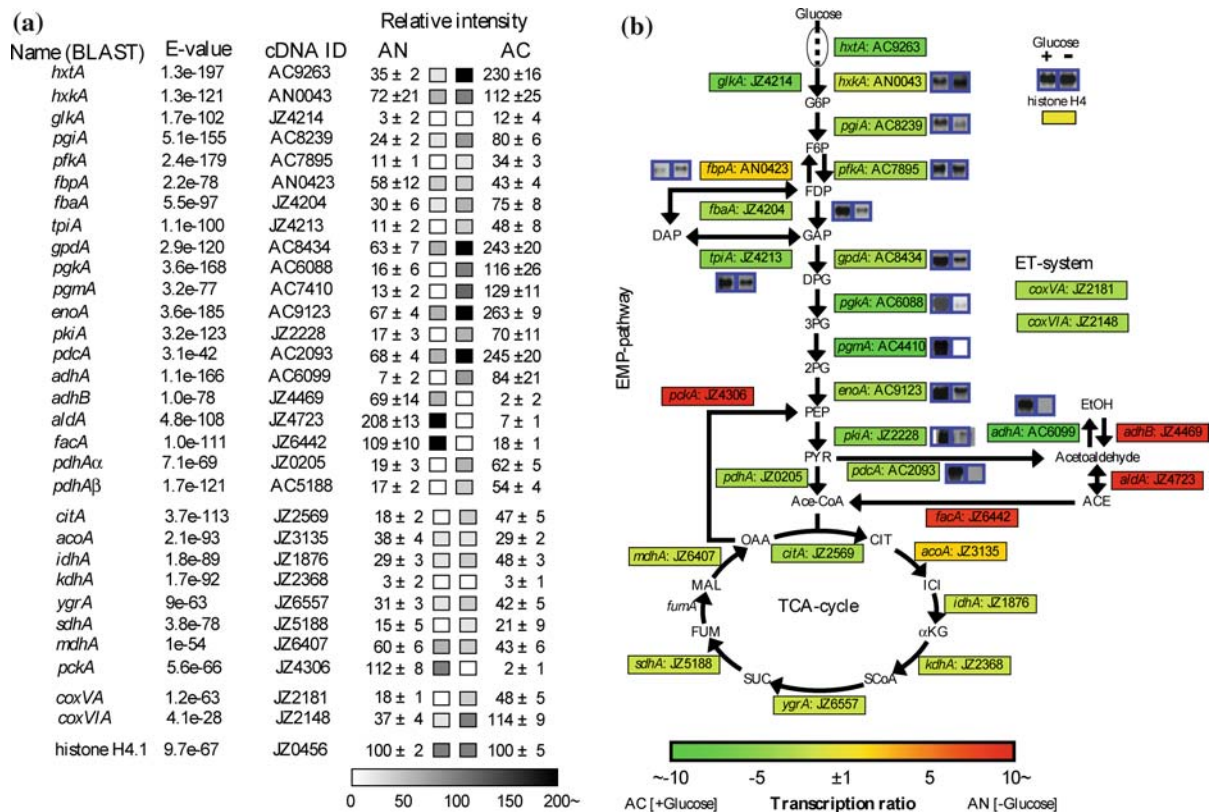 (a)
Relative intensity
Name (BLAST) E-value cDNA ID AN AC
hxtA 1.3e-197 AC9263 35 ± 2 230 ±16
hxkA 1.3e-121 AN0043 72 ±21 112 ±25
glkA 1.7e-102 JZ4214 3 ± 2 12 ± 4
pgiA 5.1e-155 AC8239 24 ± 2 80 ± 6
pfkA 2.4e-179 AC7895 11 ± 1 34 ± 3
fbpA 2.2e-78 AN0423 58 ±12 43 ± 4
fbaA 5.5e-97 JZ4204 30 ± 6 75 ± 8
tpiA 1.1e-100 JZ4213 11 ± 2 48 ± 8
gpdA 2.9e-120 AC8434 63 ± 7 243 ±20
pgkA 3.6e-168 AC6088 16 ± 6 116 ±26
pgmA 3.2e-77 AC7410 13 ± 2 129 ±11
enoA 3.6e-185 AC9123 67 ± 4 263 ± 9
pkiA 3.2e-123 JZ2228 17 ± 3 70 ±11
pdcA 3.1e-42 AC2093 68 ± 4 245 ±20
adhA 1.1e-166 AC6099 7 ± 2 84 ±21
adhB 1.0e-78 JZ4469 69 ±14 2 ± 2
aldA 4.8e-108 JZ4723 208 ±13 7 ± 1
facA 1.0e-111 JZ6442 109 ±10 18 ± 1
pdhAα 7.1e-69 JZ0205 19 ± 3 62 ± 5
pdhAβ 1.7e-121 AC5188 17 ± 2 54 ± 4
citA 3.7e-113 JZ2569 18 ± 2 47 ± 5
acoA 2.1e-93 JZ3135 38 ± 4 29 ± 2
idhA 1.8e-89 JZ1876 29 ± 3 48 ± 3
kdhA 1.7e-92 JZ2368 3 ± 2 3 ± 1
ygrA 9e-63 JZ6557 31 ± 3 42 ± 5
sdhA 3.8e-78 JZ5188 15 ± 5 21 ± 9
mdhA 1e-54 JZ6407 60 ± 6 43 ± 6
pckA 5.6e-66 JZ4306 112 ± 8 2 ± 1
coxVA 1.2e-63 JZ2181 18 ± 1 48 ± 5
coxVIA 4.1e-28 JZ2148 37 ± 4 114 ± 9
histone H4.1 9.7e-67 JZ0456 100 ± 2 100 ± 5
0 50 100 150 200~
(b)
Glucose
hxtA: AC9263
Glucose
+ −
histone H4
glkA: JZ4214
hxkA: AN0043
G6P
pgiA: AC8239
F6P
fbpA: AN0423
pfkA: AC7895
FDP
fbaA: JZ4204
DAP
GAP
tpiA: JZ4213
gpdA: AC8434
DPG
ET-system
coxVA: JZ2181
coxVIA: JZ2148
pgkA: AC6088
3PG
EMP-pathway
pgmA: AC4410
2PG
pckA: JZ4306
enoA: AC9123
PEP
EtOH
pkiA: JZ2228
adhA: AC6099
adhB: JZ4469
PYR
Acetoaldehyde
pdhA: JZ0205
pdcA: AC2093
aldA: JZ4723
Ace-CoA
ACE
facA: JZ6442
OAA
CIT
mdhA: JZ6407
citA: JZ2569
acoA: JZ3135
MAL
ICI
fumA
TCA-cycle
idhA: JZ1876
FUM
αKG
sdhA: JZ5188
kdhA: JZ2368
SUC
SCoA
ygrA: JZ6557
~-10 -5 ±1 5 10~
AC [+Glucose] Transcription ratio AN [-Glucose]